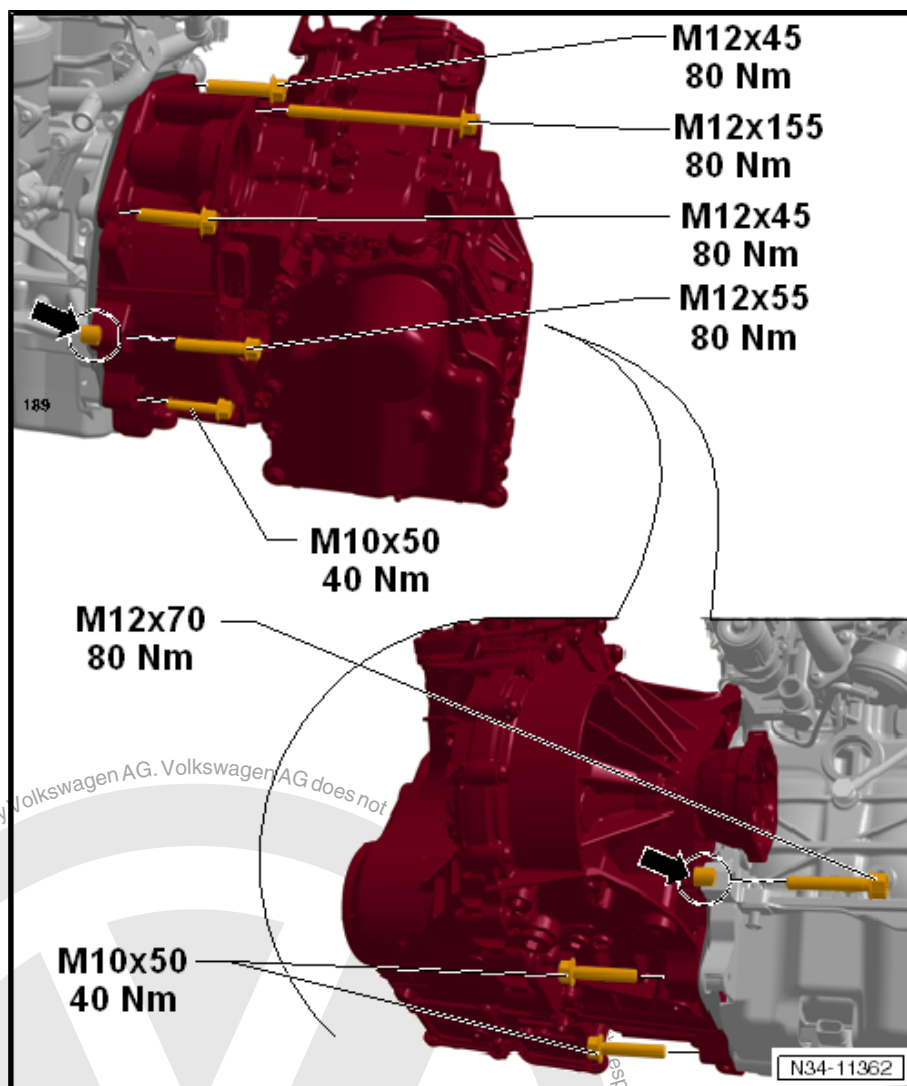 M12x45
80 Nm
M12x155
80 Nm
M12x45
80 Nm
M12x55
80 Nm
189
M10x50
40 Nm
M12x70
80 Nm
Volkswagen AG. Volkswagen AG does not
M10x50
40 Nm
N34-11362